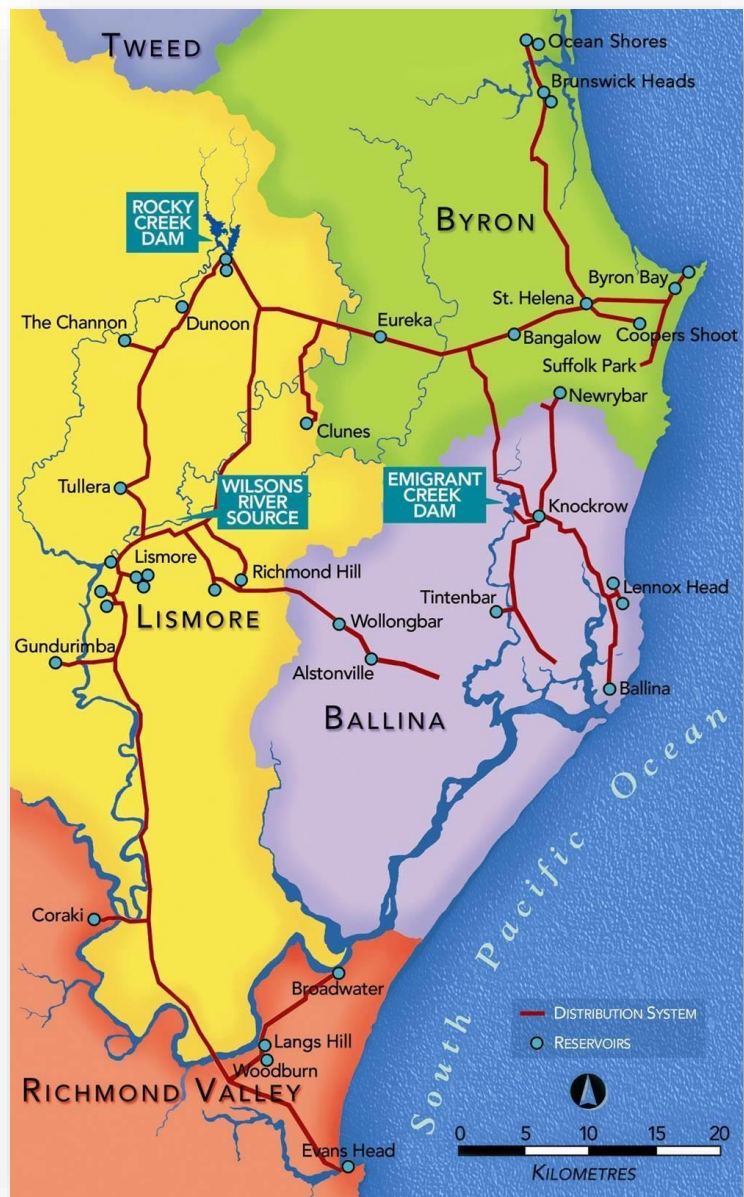 TWEED
Ocean Shores
Brunswick Heads
ROCKY
CREEK
DAM
BYRON
Byron Bay
St. Helena
The Channon
Dunoon
Eureka
Bangalow
Coopers Shoot
Suffolk Park
Newrybar
Clunes
Tullera
WILSONS
RIVER
SOURCE
EMIGRANT
CREEK
DAM
Knockrow
Lismore
Richmond Hill
Lennox Head
Tintenbar
LISMORE
Wollongbar
Gundurimba
Alstonville
Ballina
BALLINA
South Pacific Ocean
Coraki
Broadwater
DISTRIBUTION SYSTEM
RESERVOIRS
Langs Hill
Woodburn
RICHMOND VALLEY
0 5 10 15 20
KILOMETRES
Evans Head